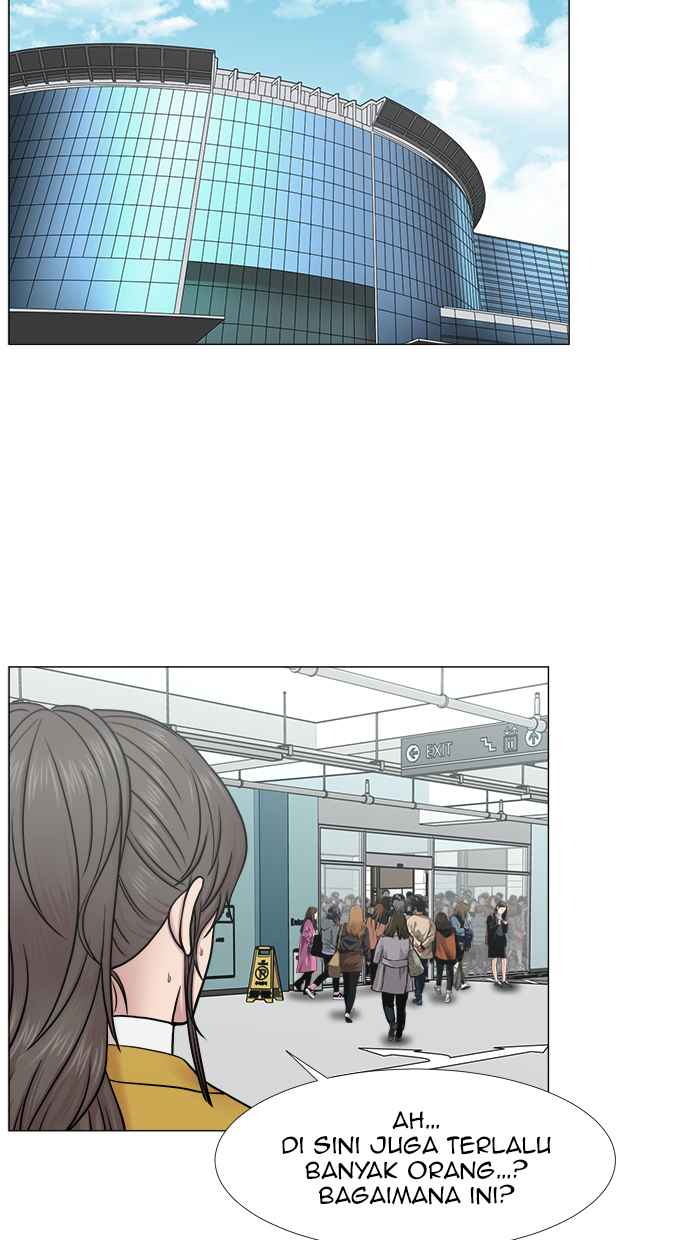 EXIT
AH...
DI SINI JUGA TERLALU
BANYAK ORANG...?
BAGAIMANA INI?